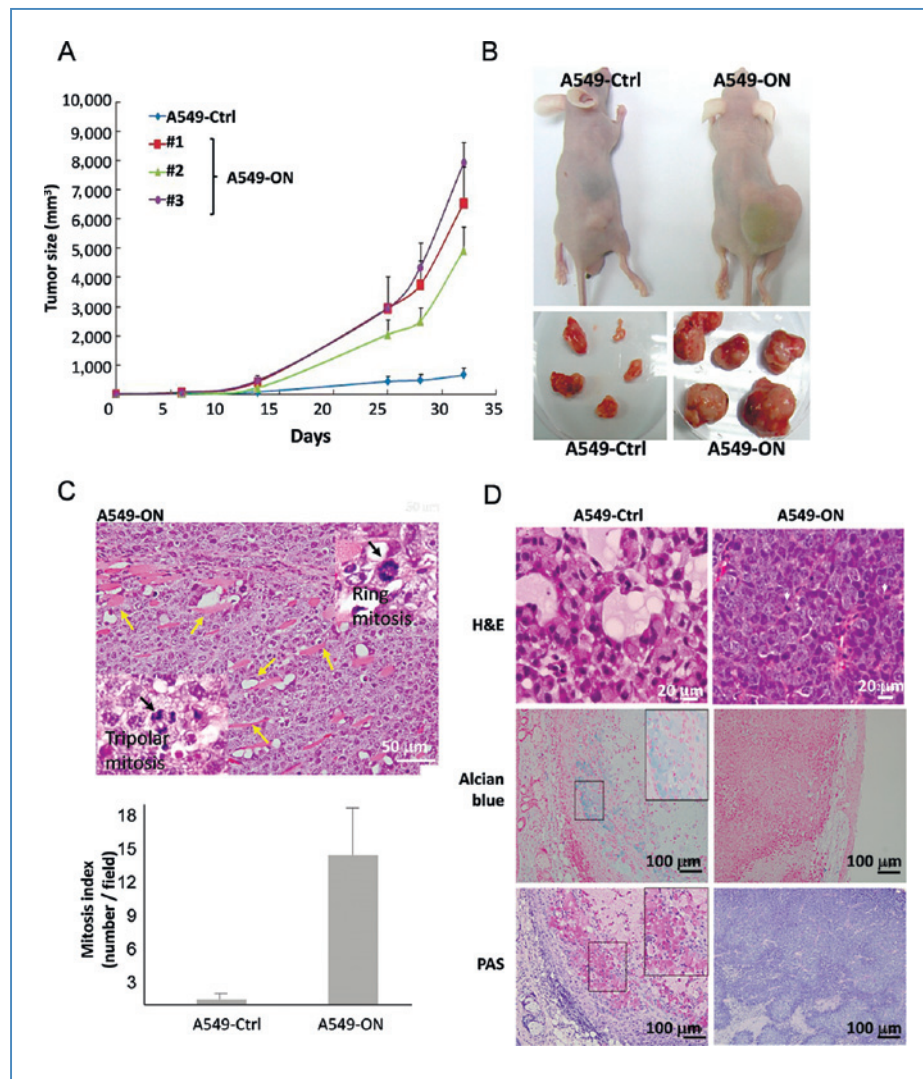 A
10,000
9,000
8,000
7,000
6,000
5,000
4,000
3,000
2,000
1,000
Tumor size (mm³)
0 5 10 15 20 25 30 35
Days
A549-Ctrl
#1
#2
#3
A549-ON
B
A549-Ctrl A549-ON
A549-Ctrl A549-ON
C
A549-ON
Ring
mitosis
Tripolar
mitosis
50 µm
18
15
12
9
6
3
Mitosis index
(number / field)
A549-Ctrl A549-ON
D
A549-Ctrl A549-ON
H&E
20 µm 20 µm
Alcian
blue
100 µm 100 µm
PAS
100 µm 100 µm